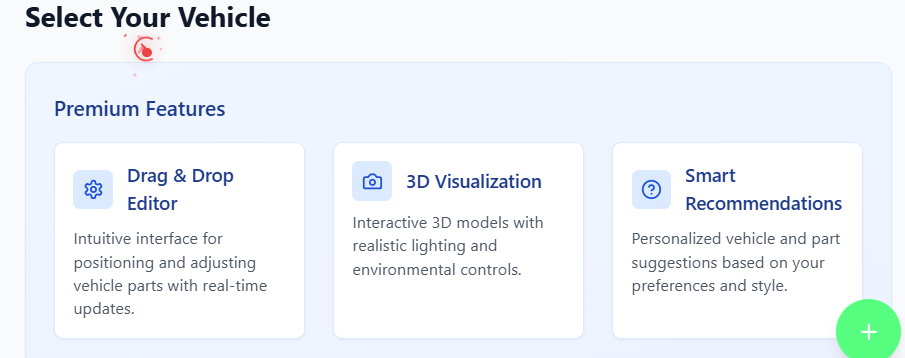 Select Your Vehicle
Premium Features
Drag & Drop
Editor
Intuitive interface for
positioning and adjusting
vehicle parts with real-time
updates.
3D Visualization
Interactive 3D models with
realistic lighting and
environmental controls.
Smart
Recommendations
Personalized vehicle and part
suggestions based on your
preferences and style.